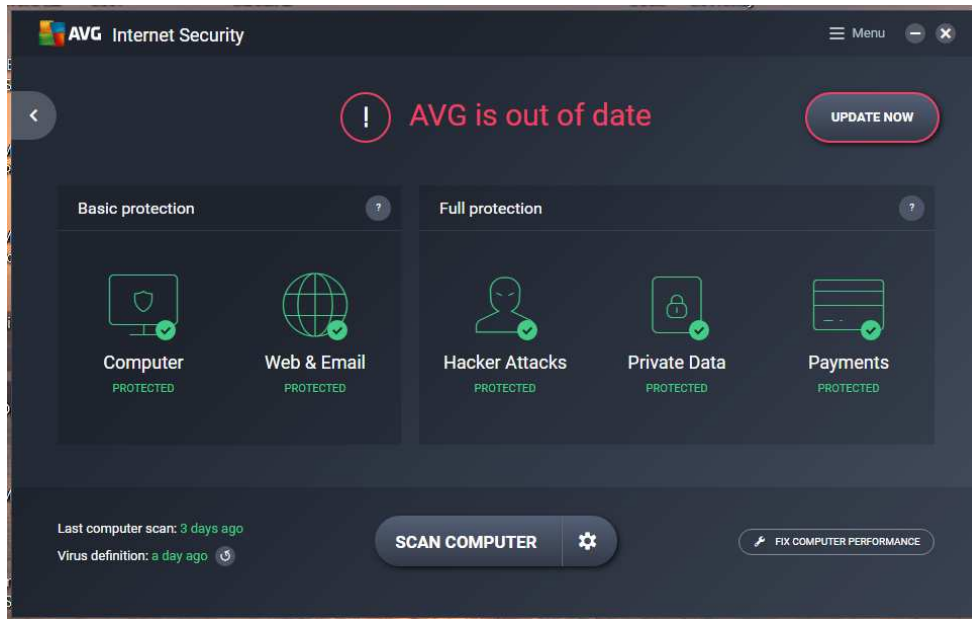 AVG Internet Security
Menu
AVG is out of date
UPDATE NOW
Basic protection
?
Full protection
?
Computer
Web & Email
Hacker Attacks
Private Data
Payments
PROTECTED
PROTECTED
PROTECTED
PROTECTED
PROTECTED
Last computer scan: 3 days ago
Virus definition: a day ago
SCAN COMPUTER
FIX COMPUTER PERFORMANCE